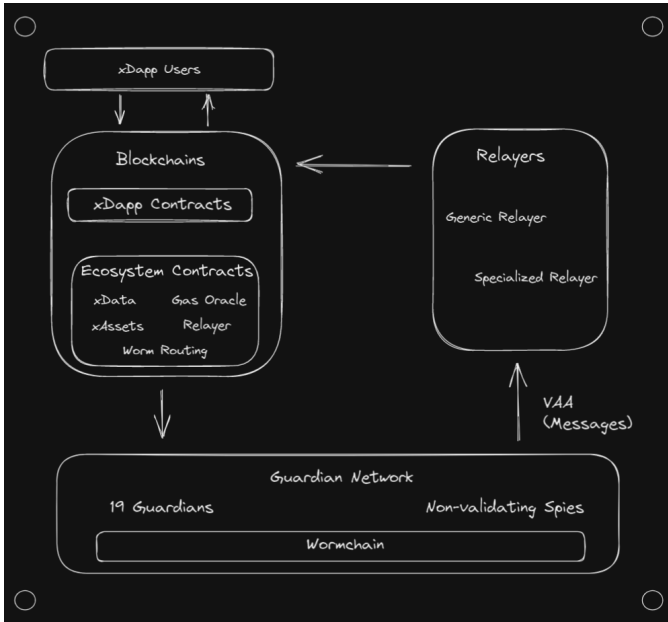 xDapp Users
Blockchains
xDapp Contracts
Ecosystem Contracts
xData Gas Oracle
xAssets Relayer
Worm Routing
Relayers
Generic Relayer
Specialized Relayer
VAA
(Messages)
Guardian Network
19 Guardians Non-validating Spies
Wormchain